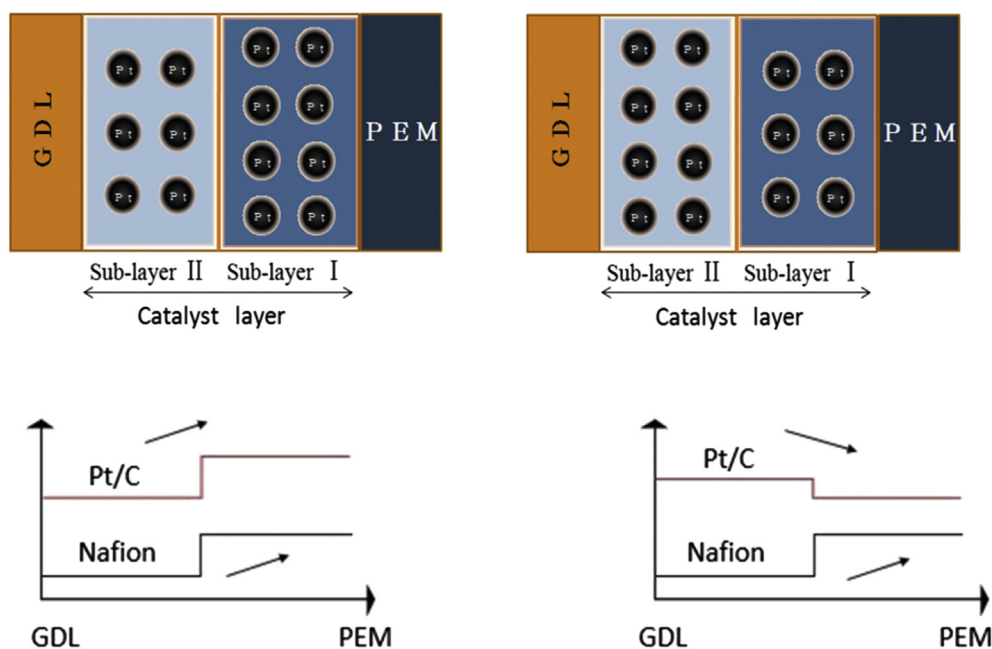 GDL
Pt Pt
Pt Pt
Pt Pt
Pt Pt
Pt Pt
Pt Pt
Pt Pt
PEM
Sub-layer II Sub-layer I
Catalyst layer
GDL
Pt Pt
Pt Pt
Pt Pt
Pt Pt
Pt Pt
Pt Pt
Pt Pt
PEM
Sub-layer II Sub-layer I
Catalyst layer
Pt/C
Nafion
GDL PEM
Pt/C
Nafion
GDL PEM